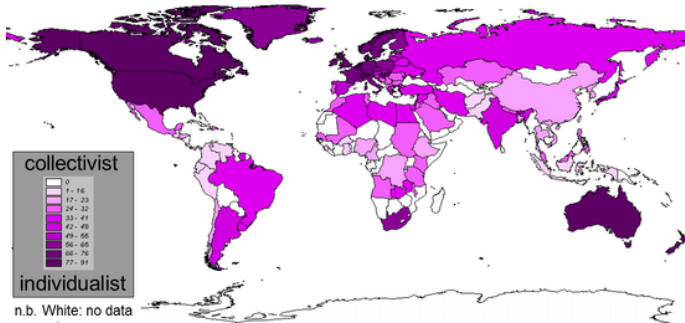 collectivist
0
1 - 16
17 - 23
24 - 32
33 - 41
42 - 48
49 - 55
56 - 65
66 - 76
77 - 91
individualist
n.b. White: no data